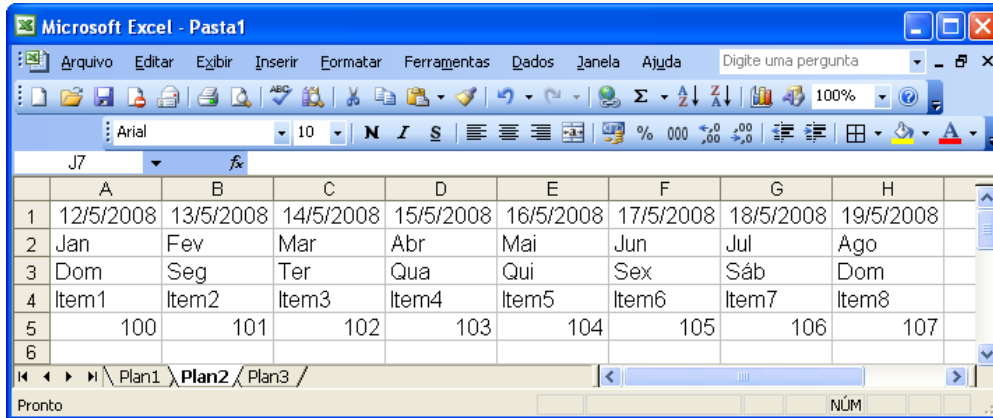 Microsoft Excel - Pasta1
Arquivo Editar Exibir Inserir Formatar Ferramentas Dados Janela Ajuda Digite uma pergunta
ABC Σ A Z Z A 100% ?
Arial 10 N I S a % 000 ,00 ,00 A
J7 fx
A B C D E F G H
1 12/5/2008 13/5/2008 14/5/2008 15/5/2008 16/5/2008 17/5/2008 18/5/2008 19/5/2008
2 Jan Fev Mar Abr Mai Jun Jul Ago
3 Dom Seg Ter Qua Qui Sex Sáb Dom
4 Item1 Item2 Item3 Item4 Item5 Item6 Item7 Item8
5 100 101 102 103 104 105 106 107
6
Plan1 Plan2 Plan3
Pronto NÚM